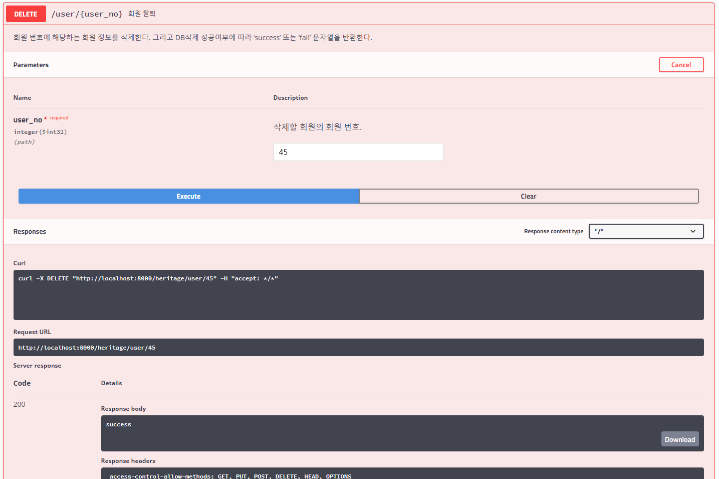 DELETE /user/{user_no} 회원 탈퇴
회원 번호에 해당하는 회원 정보를 삭제한다. 그리고 DB삭제 성공여부에 따라 'success' 또는 'fail' 문자열을 반환한다.
Parameters
Cancel
Name Description
user_no * required
integer($int32)
(path)
삭제할 회원의 회원 번호.
45
Execute Clear
Responses Response content type */*
Curl
curl -X DELETE "http://localhost:8000/heritage/user/45" -H "accept: */*"
Request URL
http://localhost:8000/heritage/user/45
Server response
Code Details
200
Response body
success
Download
Response headers
access-control-allow-methods: GET, PUT, POST, DELETE, HEAD, OPTIONS